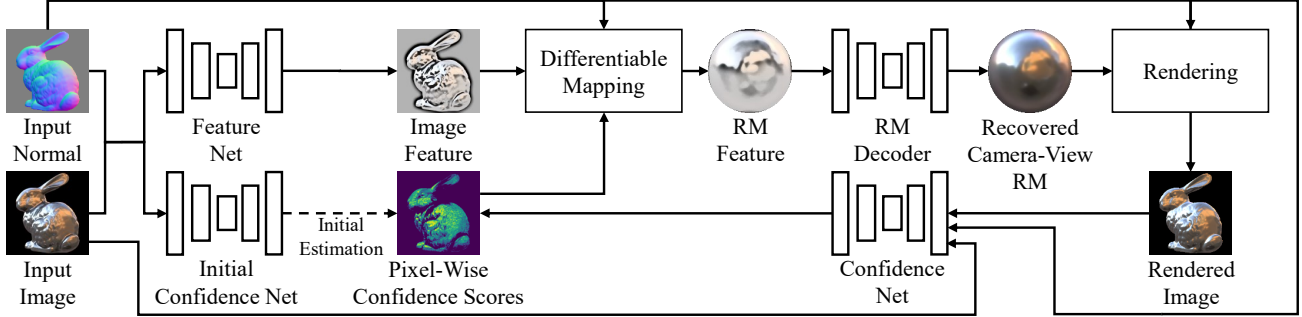 Input
Normal
Feature
Net
Image
Feature
Differentiable
Mapping
RM
Feature
RM
Decoder
Recovered
Camera-View
RM
Rendering
Input
Image
Initial
Confidence Net
Initial
Estimation
Pixel-Wise
Confidence Scores
Confidence
Net
Rendered
Image